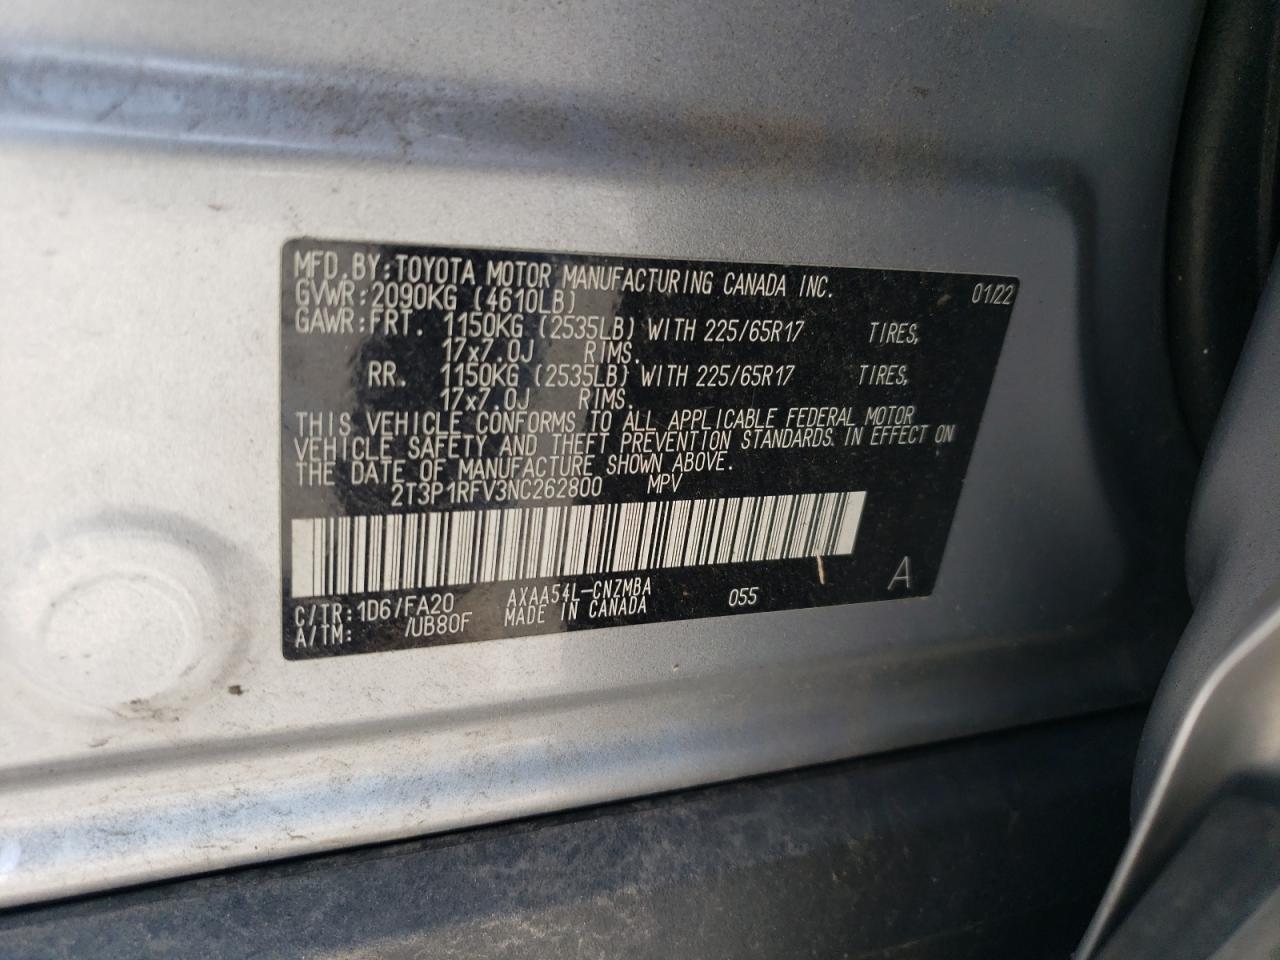 MFD.BY:TOYOTA MOTOR MANUFACTURING CANADA INC. 01/22
GVWR:2090KG (4610LB)
GAWR:FRT. 1150KG (2535LB) WITH 225/65R17 TIRES,
17x7.0J RIMS.
RR. 1150KG (2535LB) WITH 225/65R17 TIRES,
17x7.0J RIMS.
THIS VEHICLE CONFORMS TO ALL APPLICABLE FEDERAL MOTOR
VEHICLE SAFETY AND THEFT PREVENTION STANDARDS IN EFFECT ON
THE DATE OF MANUFACTURE SHOWN ABOVE.
2T3P1RFV3NC262800 MPV
C/TR:1D6/FA20 AXAA54L-CNZMBA 055 A
A/TM: /UB80F MADE IN CANADA